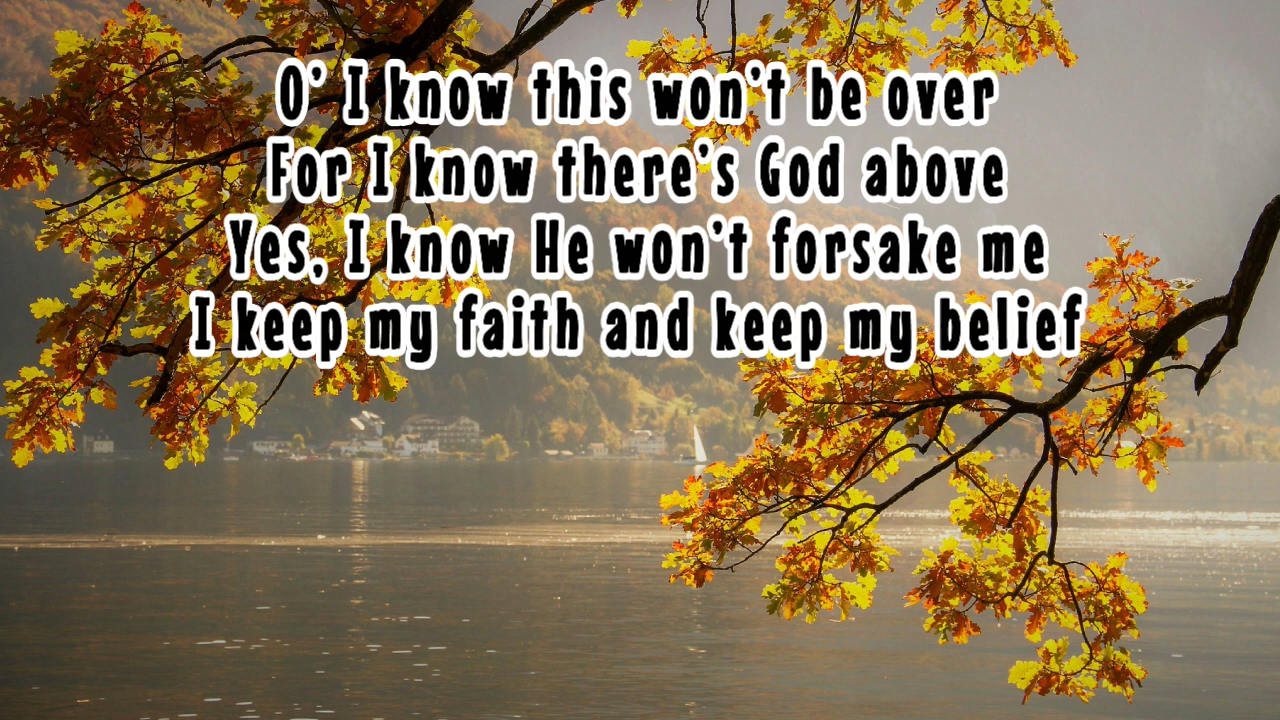 O' I know this won't be over
For I know there's God above
Yes, I know He won't forsake me
I keep my faith and keep my belief